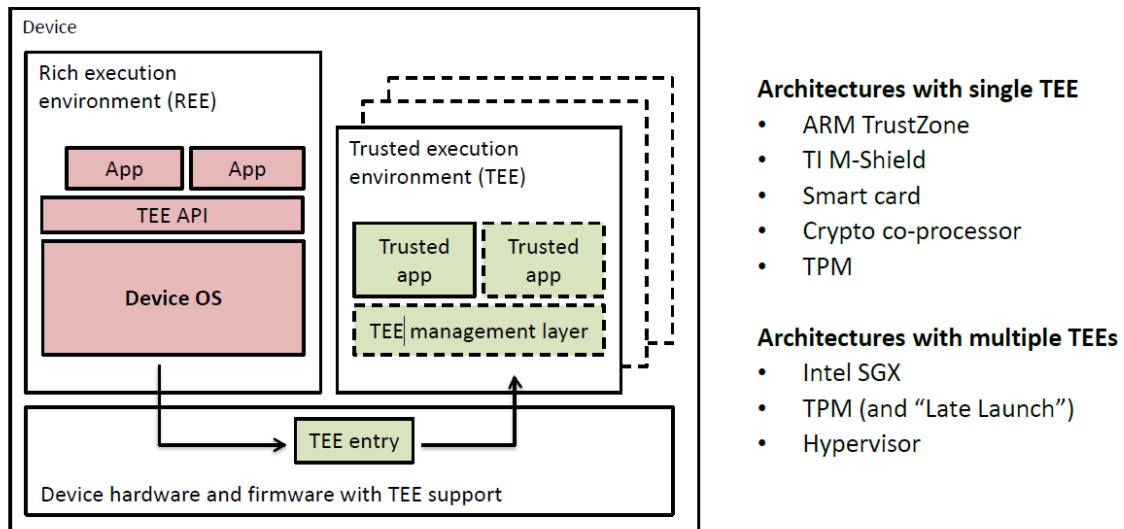 Device
Rich execution
environment (REE)
App
App
TEE API
Device OS
Trusted execution
environment (TEE)
Trusted
app
Trusted
app
TEE management layer
TEE entry
Device hardware and firmware with TEE support
Architectures with single TEE
• ARM TrustZone
• TI M-Shield
• Smart card
• Crypto co-processor
• TPM
Architectures with multiple TEEs
• Intel SGX
• TPM (and “Late Launch”)
• Hypervisor